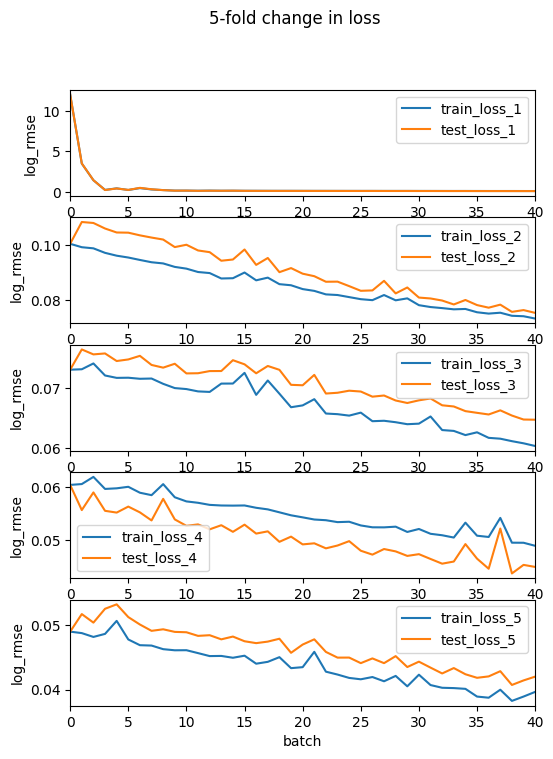 5-fold change in loss
log_rmse
10
5
0
train_loss_1
test_loss_1
0 5 10 15 20 25 30 35 40
log_rmse
0.10
0.08
train_loss_2
test_loss_2
0 5 10 15 20 25 30 35 40
log_rmse
0.07
0.06
train_loss_3
test_loss_3
0 5 10 15 20 25 30 35 40
log_rmse
0.06
0.05
train_loss_4
test_loss_4
0 5 10 15 20 25 30 35 40
log_rmse
0.05
0.04
train_loss_5
test_loss_5
0 5 10 15 20 25 30 35 40
batch